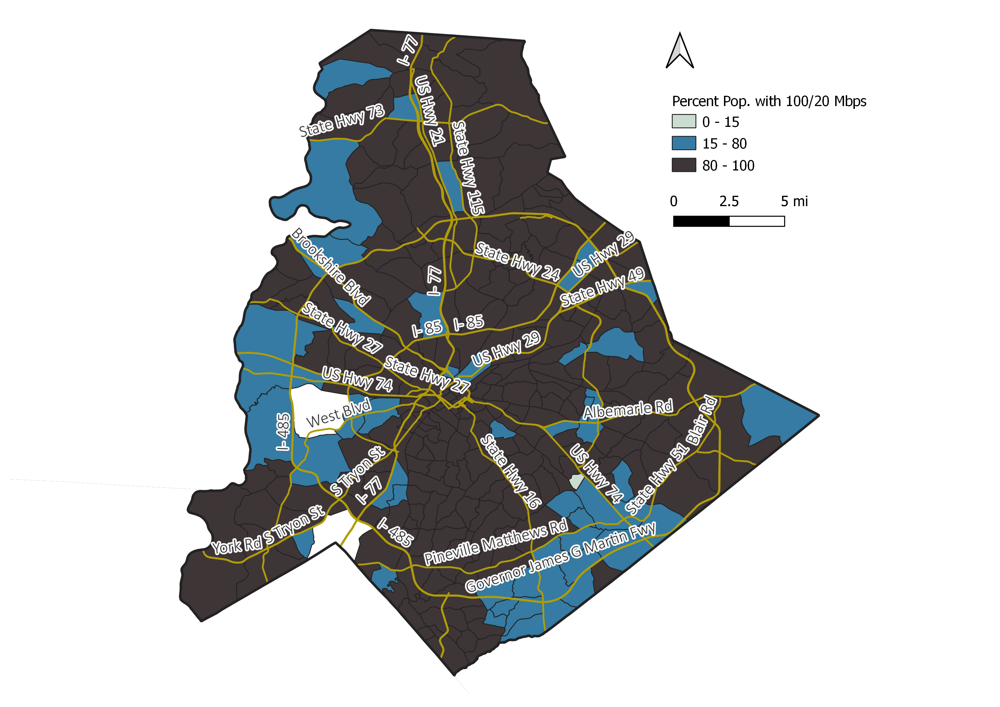 I- 77
US Hwy 21
Percent Pop. with 100/20 Mbps
0 - 15
15 - 80
80 - 100
State Hwy 73
State Hwy 115
0 2.5 5 mi
Brookshire Blvd
State Hwy 24
US Hwy 29
I- 77
State Hwy 49
State Hwy 27
I- 85
I- 85
US Hwy 29
State Hwy 27
US Hwy 74
West Blvd
Albemarle Rd
Blair Rd
I- 485
State Hwy 16
US Hwy 74
State Hwy 51
S Tryon St
I- 77
York Rd
S Tryon St
I- 485
Pineville Matthews Rd
Governor James G Martin Fwy